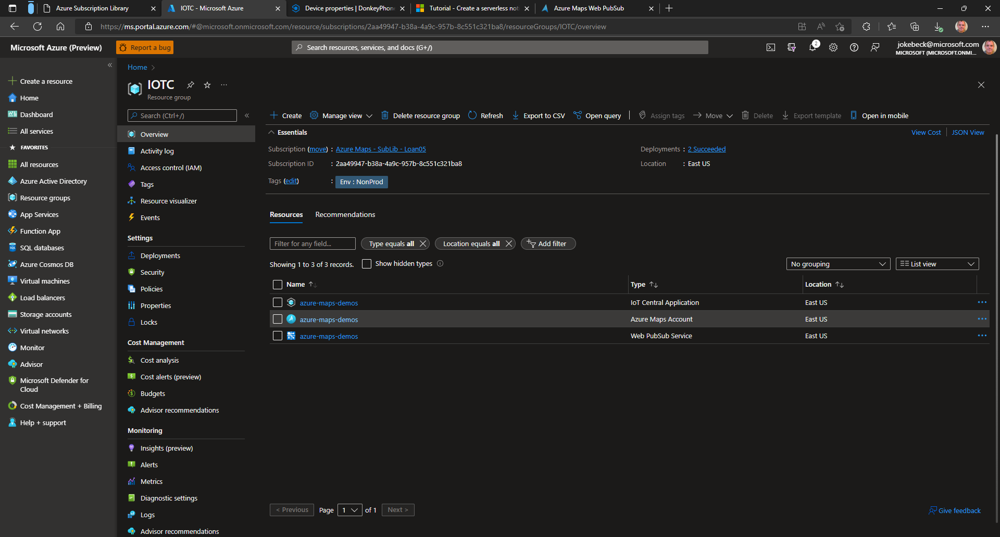 Azure Subscription Library
IOTC - Microsoft Azure
Device properties | DonkeyPhone
Tutorial - Create a serverless noti
Azure Maps Web PubSub
https://ms.portal.azure.com/#@microsoft.onmicrosoft.com/resource/subscriptions/2aa49947-b38a-4a9c-957b-8c551c321ba8/resourceGroups/IOTC/overview
Microsoft Azure (Preview)
Report a bug
Search resources, services, and docs (G+/)
2
jokebeck@microsoft.com
MICROSOFT (MICROSOFT.ONMI...
Create a resource
Home
Dashboard
All services
FAVORITES
All resources
Azure Active Directory
Resource groups
App Services
Function App
SQL databases
Azure Cosmos DB
Virtual machines
Load balancers
Storage accounts
Virtual networks
Monitor
Advisor
Microsoft Defender for
Cloud
Cost Management + Billing
Help + support
Home
IOTC
Resource group
Search (Ctrl+/)
Overview
Activity log
Access control (IAM)
Tags
Resource visualizer
Events
Settings
Deployments
Security
Policies
Properties
Locks
Cost Management
Cost analysis
Cost alerts (preview)
Budgets
Advisor recommendations
Monitoring
Insights (preview)
Alerts
Metrics
Diagnostic settings
Logs
Advisor recommendations
Create Manage view Delete resource group Refresh Export to CSV Open query Assign tags Move Delete Export template Open in mobile
Essentials
View Cost JSON View
Subscription (move) : Azure Maps - SubLib - Loan05
Deployments : 2 Succeeded
Subscription ID : 2aa49947-b38a-4a9c-957b-8c551c321ba8
Location : East US
Tags (edit) : Env : NonProd
Resources Recommendations
Filter for any field... Type equals all Location equals all Add filter
Showing 1 to 3 of 3 records. Show hidden types
No grouping List view
Name Type Location
azure-maps-demos IoT Central Application East US
azure-maps-demos Azure Maps Account East US
azure-maps-demos Web PubSub Service East US
< Previous Page 1 of 1 Next >
Give feedback